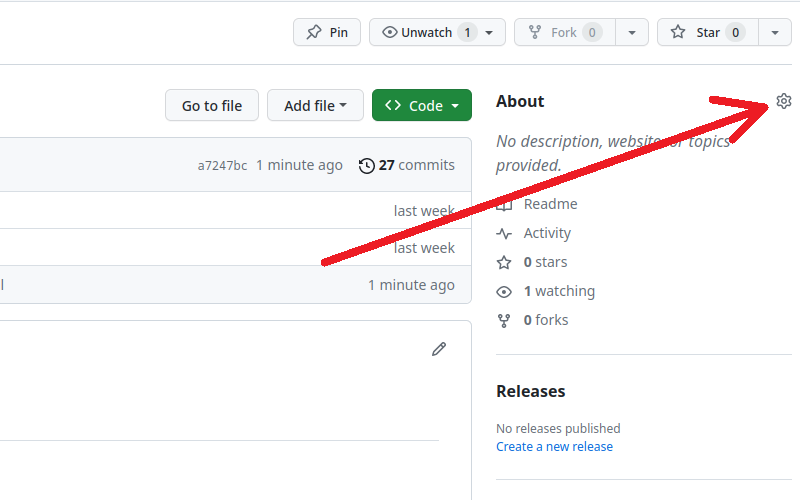 Pin
Unwatch 1
Fork 0
Star 0
Go to file
Add file
Code
About
No description, website or topics
provided.
a7247bc 1 minute ago 27 commits
last week
last week
l 1 minute ago
Readme
Activity
0 stars
1 watching
0 forks
Releases
No releases published
Create a new release